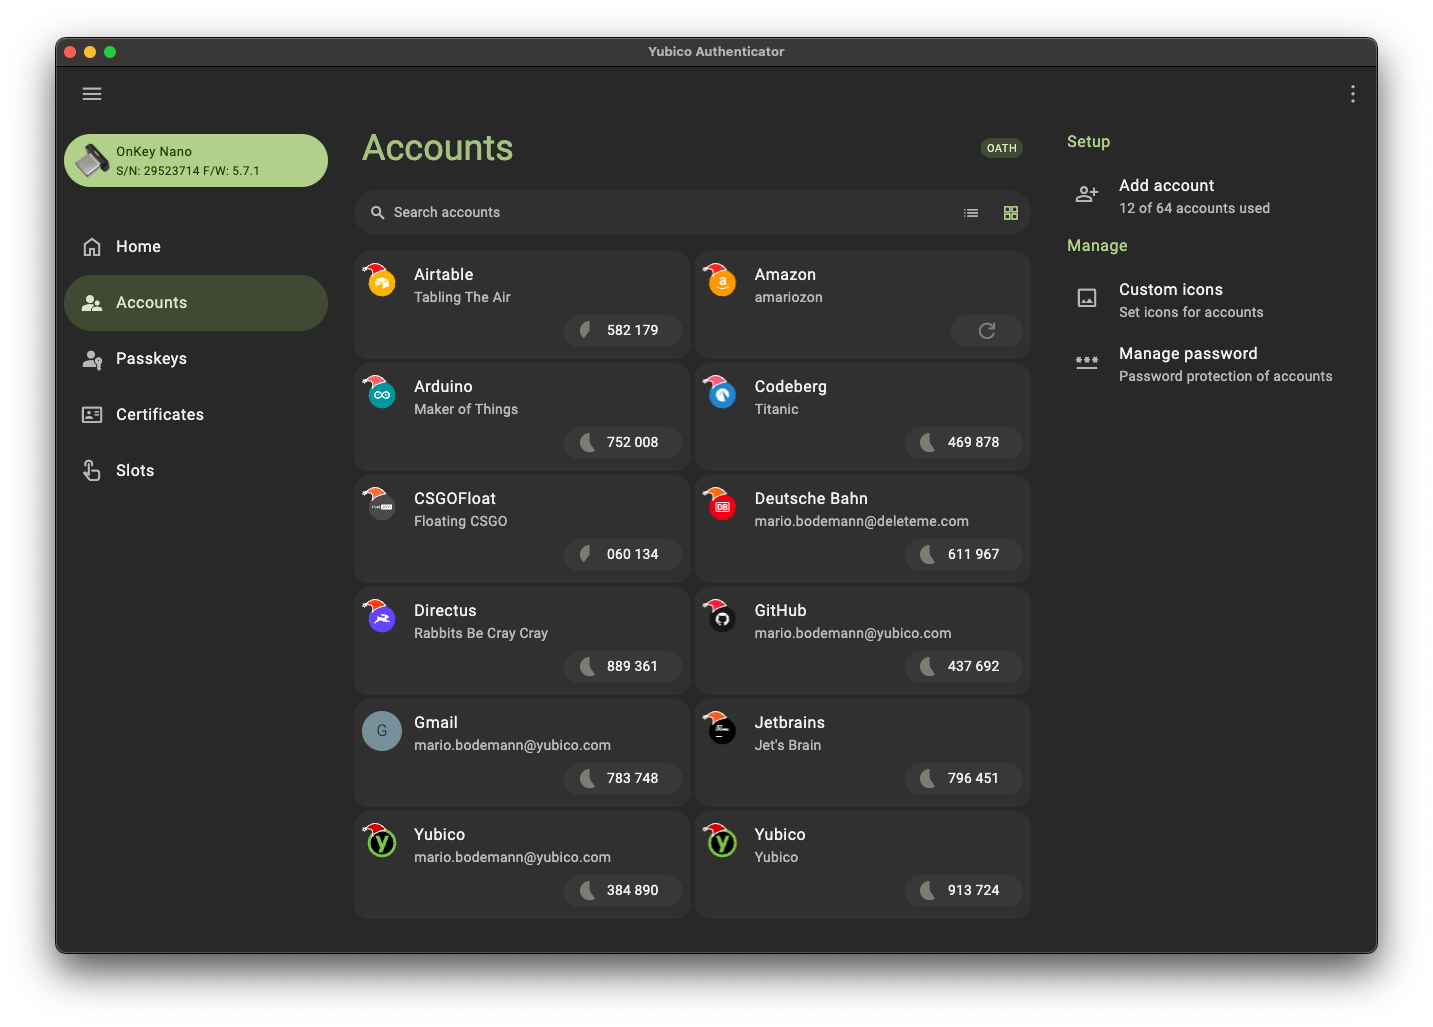 Yubico Authenticator
OnKey Nano
S/N: 29523714 F/W: 5.7.1
Home
Accounts
Passkeys
Certificates
Slots
Accounts
OATH
Search accounts
Airtable
Tabling The Air
582 179
a
Amazon
amariozon
Arduino
Maker of Things
752 008
Codeberg
Titanic
469 878
CSGOFloat
Floating CSGO
060 134
DB
Deutsche Bahn
mario.bodemann@deleteme.com
611 967
Directus
Rabbits Be Cray Cray
889 361
GitHub
mario.bodemann@yubico.com
437 692
G
Gmail
mario.bodemann@yubico.com
783 748
Jetbrains
Jet's Brain
796 451
y
Yubico
mario.bodemann@yubico.com
384 890
y
Yubico
Yubico
913 724
Setup
Add account
12 of 64 accounts used
Manage
Custom icons
Set icons for accounts
Manage password
Password protection of accounts